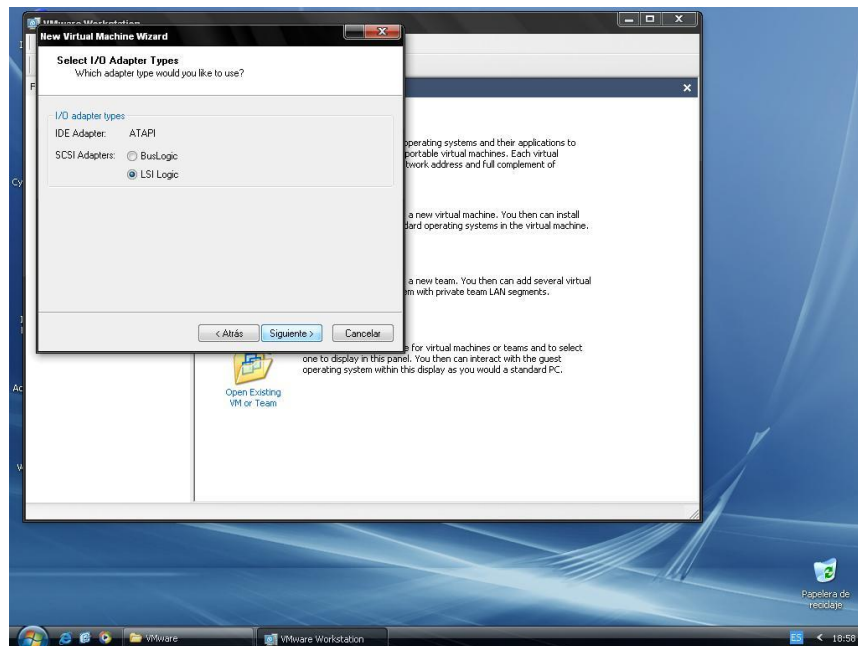 VMware Workstation
New Virtual Machine Wizard
Select I/O Adapter Types
Which adapter type would you like to use?
I/O adapter types
IDE Adapter: ATAPI
SCSI Adapters: BusLogic
LSI Logic
< Atrás Siguiente > Cancelar
operating systems and their applications to
portable virtual machines. Each virtual
twork address and full complement of
a new virtual machine. You then can install
dard operating systems in the virtual machine.
a new team. You then can add several virtual
m with private team LAN segments.
e for virtual machines or teams and to select
one to display in this panel. You then can interact with the guest
operating system within this display as you would a standard PC.
Open Existing
VM or Team
Cy
Ac
Papelera de
reciclaje
VMware
VMware Workstation
ES
18:58